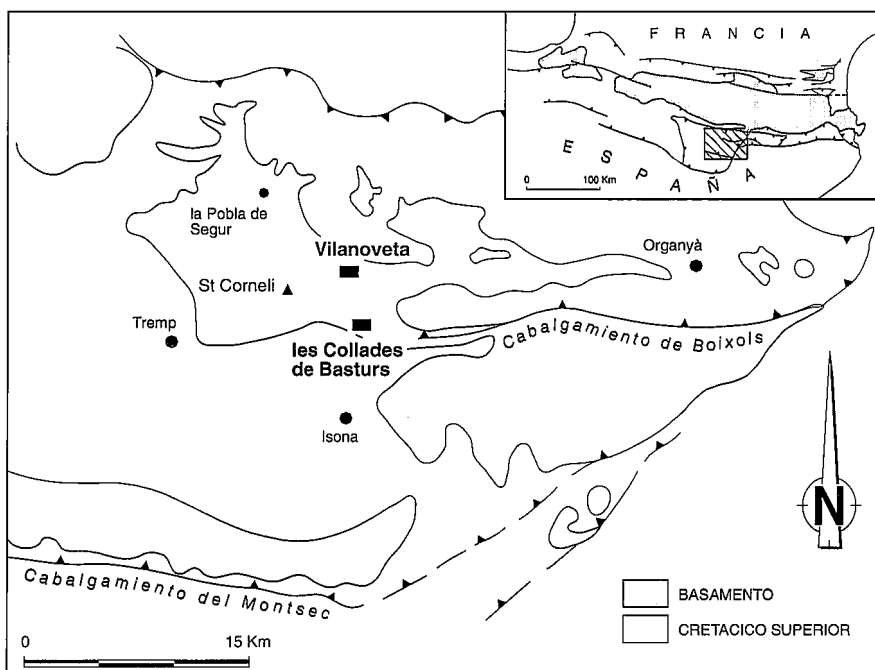 F R A N C I A
E S P A Ñ A
0 100 Km
la Pobla de
Segur
Vilanoveta
Organyà
St Corneli
Tremp
Cabalgamiento de Boixols
les Collades
de Basturs
Isona
N
Cabalgamiento del Montsec
BASAMENTO
CRETACICO SUPERIOR
0 15 Km